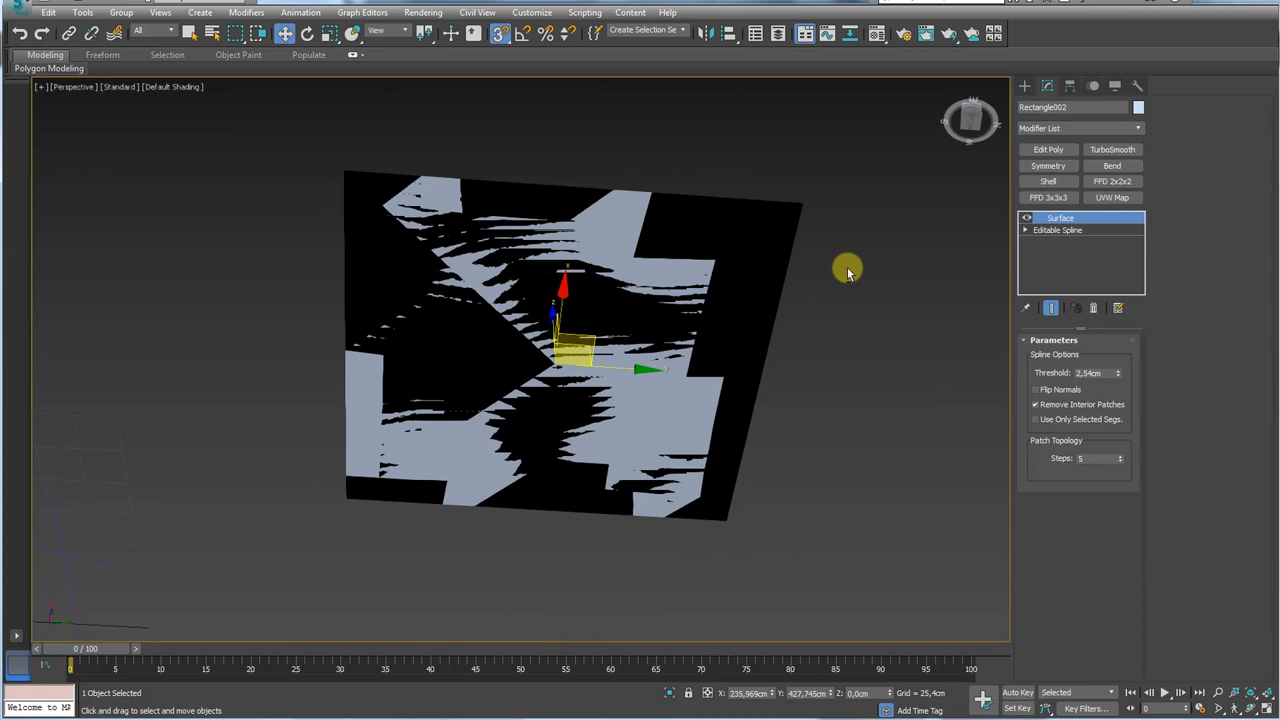 Edit Tools Group Views Create Modifiers Animation Graph Editors Rendering Civil View Customize Scripting Content Help
All View Create Selection Se
Modeling Freeform Selection Object Paint Populate
Polygon Modeling
[+] [Perspective] [Standard] [Default Shading]
Rectangle002
Modifier List
Edit Poly TurboSmooth
Symmetry Bend
Shell FFD 2x2x2
FFD 3x3x3 UVW Map
Surface
Editable Spline
Parameters
Spline Options
Threshold: 2,54cm
Flip Normals
Remove Interior Patches
Use Only Selected Segs.
Patch Topology
Steps: 5
0 / 100
0 5 10 15 20 25 30 35 40 45 50 55 60 65 70 75 80 85 90 95 100
1 Object Selected
X: 235,969cm Y: 427,745cm Z: 0,0cm Grid = 25,4cm
Auto Key Selected
Welcome to MA
Click and drag to select and move objects
Add Time Tag
Set Key Key Filters... 0